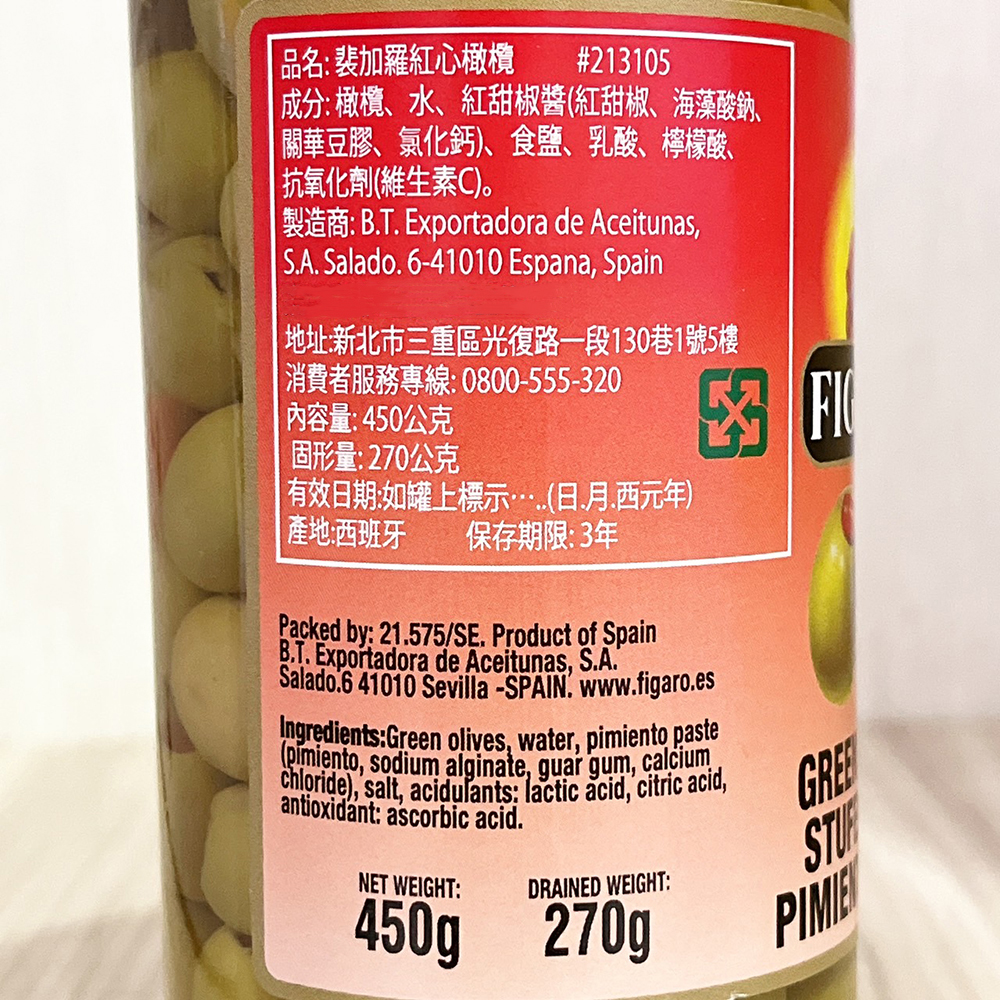 品名: 裴加羅紅心橄欖 #213105
成分: 橄欖、水、紅甜椒醬(紅甜椒、海藻酸鈉、
關華豆膠、氯化鈣)、食鹽、乳酸、檸檬酸、
抗氧化劑(維生素C)。
製造商: B.T. Exportadora de Aceitunas,
S.A. Salado. 6-41010 Espana, Spain
地址:新北市三重區光復路一段130巷1號5樓
消費者服務專線: 0800-555-320
內容量: 450公克
固形量: 270公克
有效日期:如罐上標示…..(日.月.西元年)
產地:西班牙 保存期限: 3年
Packed by: 21.575/SE. Product of Spain
B.T. Exportadora de Aceitunas, S.A.
Salado.6 41010 Sevilla -SPAIN. www.figaro.es
Ingredients:Green olives, water, pimiento paste
(pimiento, sodium alginate, guar gum, calcium
chloride), salt, acidulants: lactic acid, citric acid,
antioxidant: ascorbic acid.
NET WEIGHT: DRAINED WEIGHT:
450g 270g
FIG
GREEN
STUF
PIMIEN